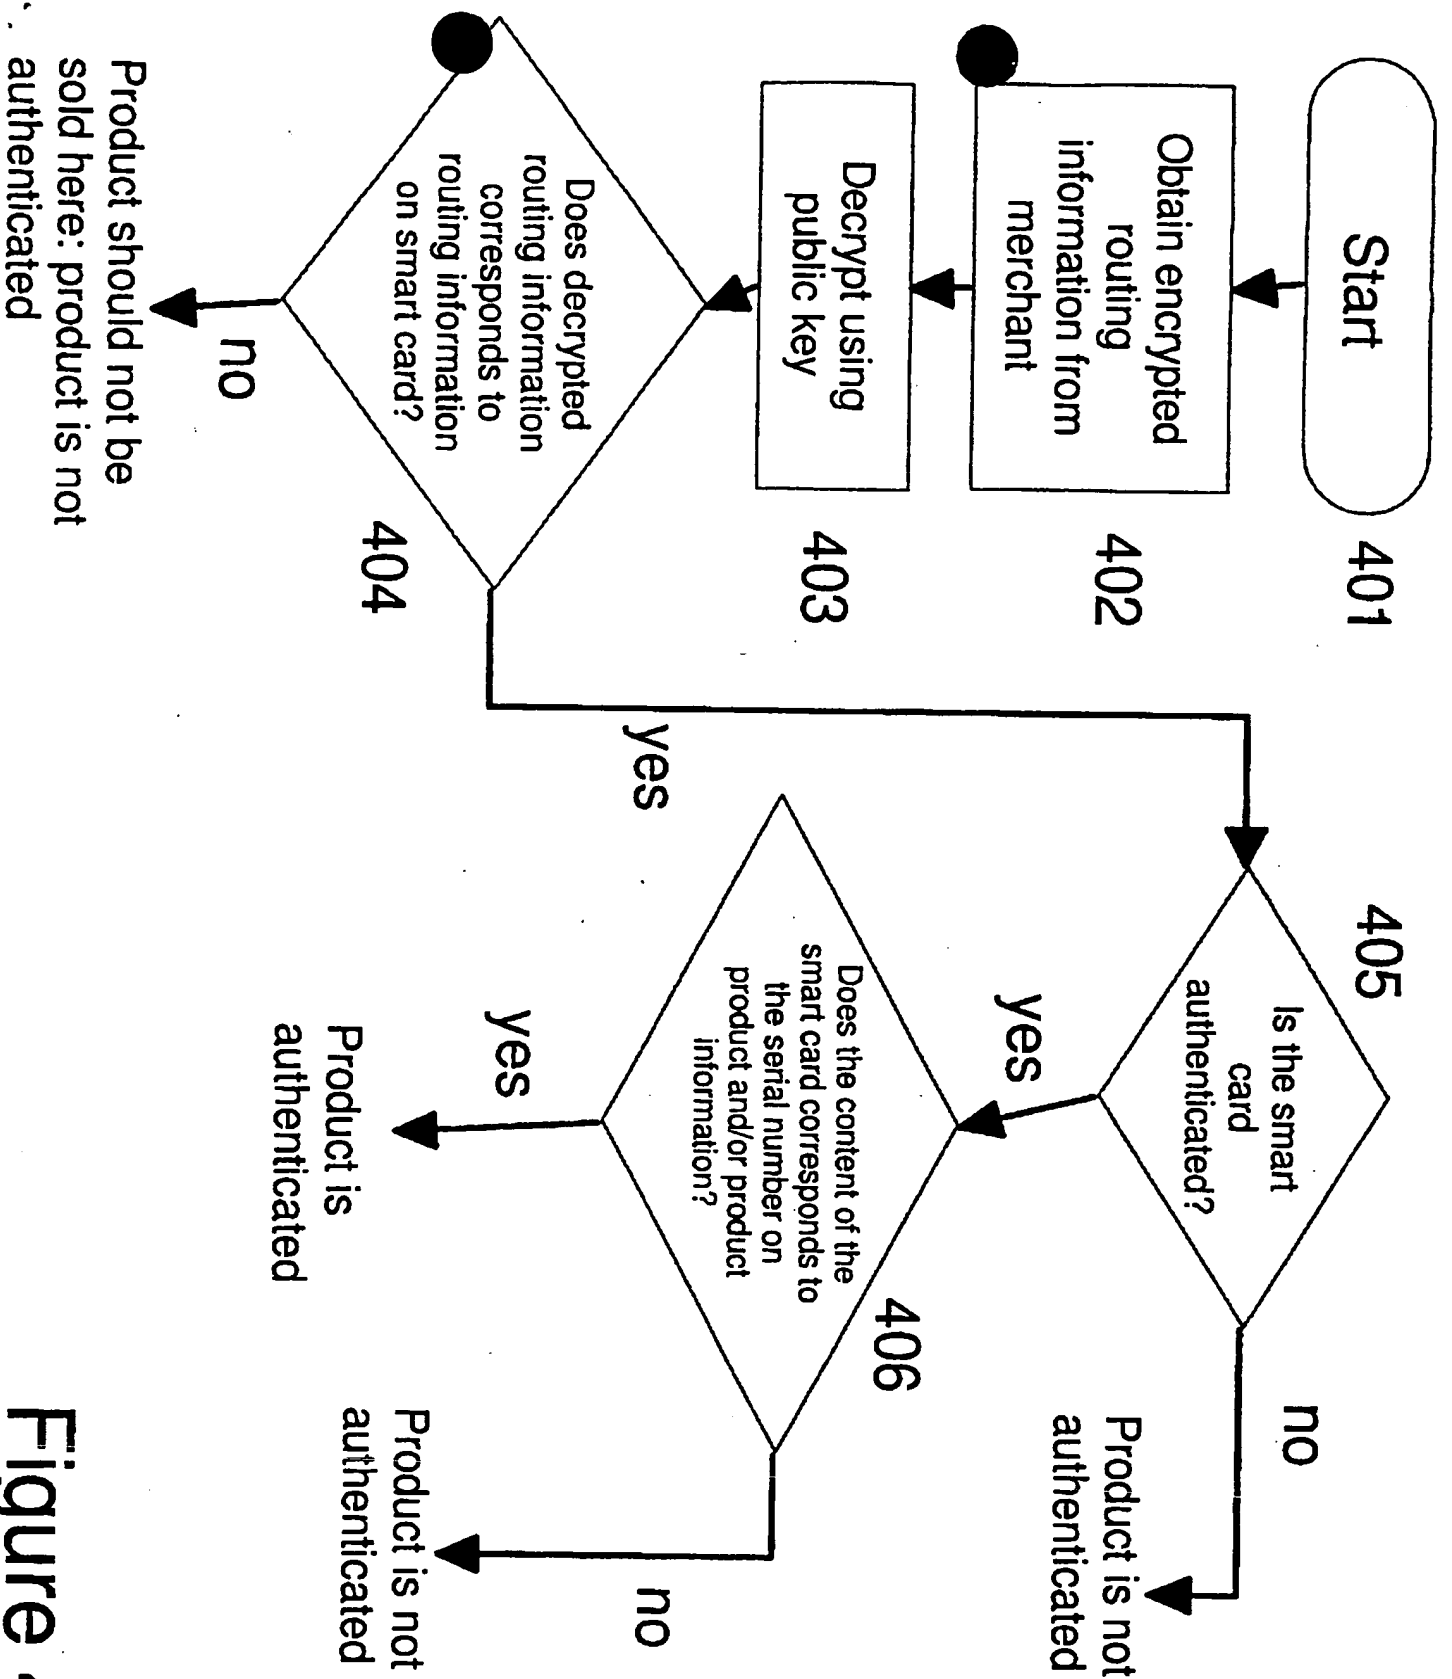 Start
401
Obtain encrypted
routing
information from
merchant
402
Decrypt using
public key
403
Does decrypted
routing information
corresponds to
routing information
on smart card?
404
no
Product should not be
sold here: product is not
authenticated
yes
405
Is the smart
card
authenticated?
no
Product is not
authenticated
yes
Does the content of the
smart card corresponds to
the serial number on
product and/or product
information?
406
yes
Product is
authenticated
no
Product is not
authenticated
Figure